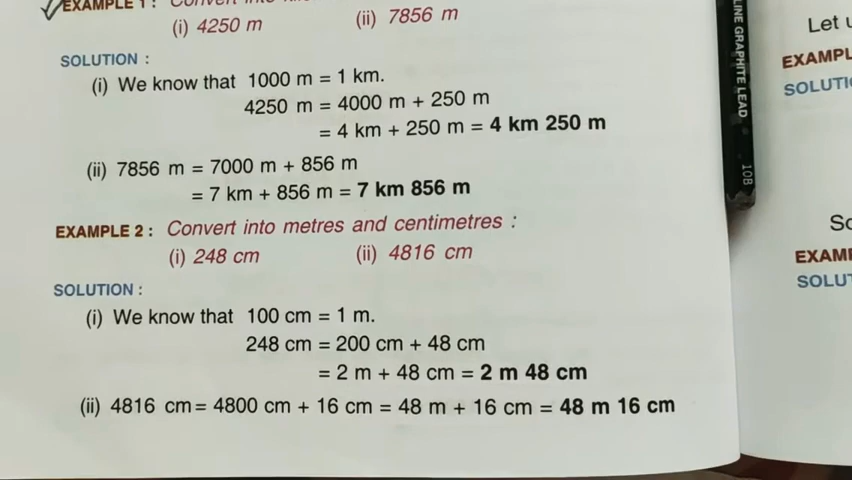 EXAMPLE 1 :
(i) 4250 m (ii) 7856 m
SOLUTION :
(i) We know that 1000 m = 1 km.
4250 m = 4000 m + 250 m
= 4 km + 250 m = 4 km 250 m
(ii) 7856 m = 7000 m + 856 m
= 7 km + 856 m = 7 km 856 m
EXAMPLE 2 : Convert into metres and centimetres :
(i) 248 cm (ii) 4816 cm
SOLUTION :
(i) We know that 100 cm = 1 m.
248 cm = 200 cm + 48 cm
= 2 m + 48 cm = 2 m 48 cm
(ii) 4816 cm = 4800 cm + 16 cm = 48 m + 16 cm = 48 m 16 cm
LINE GRAPHITE LEAD 10B
Let